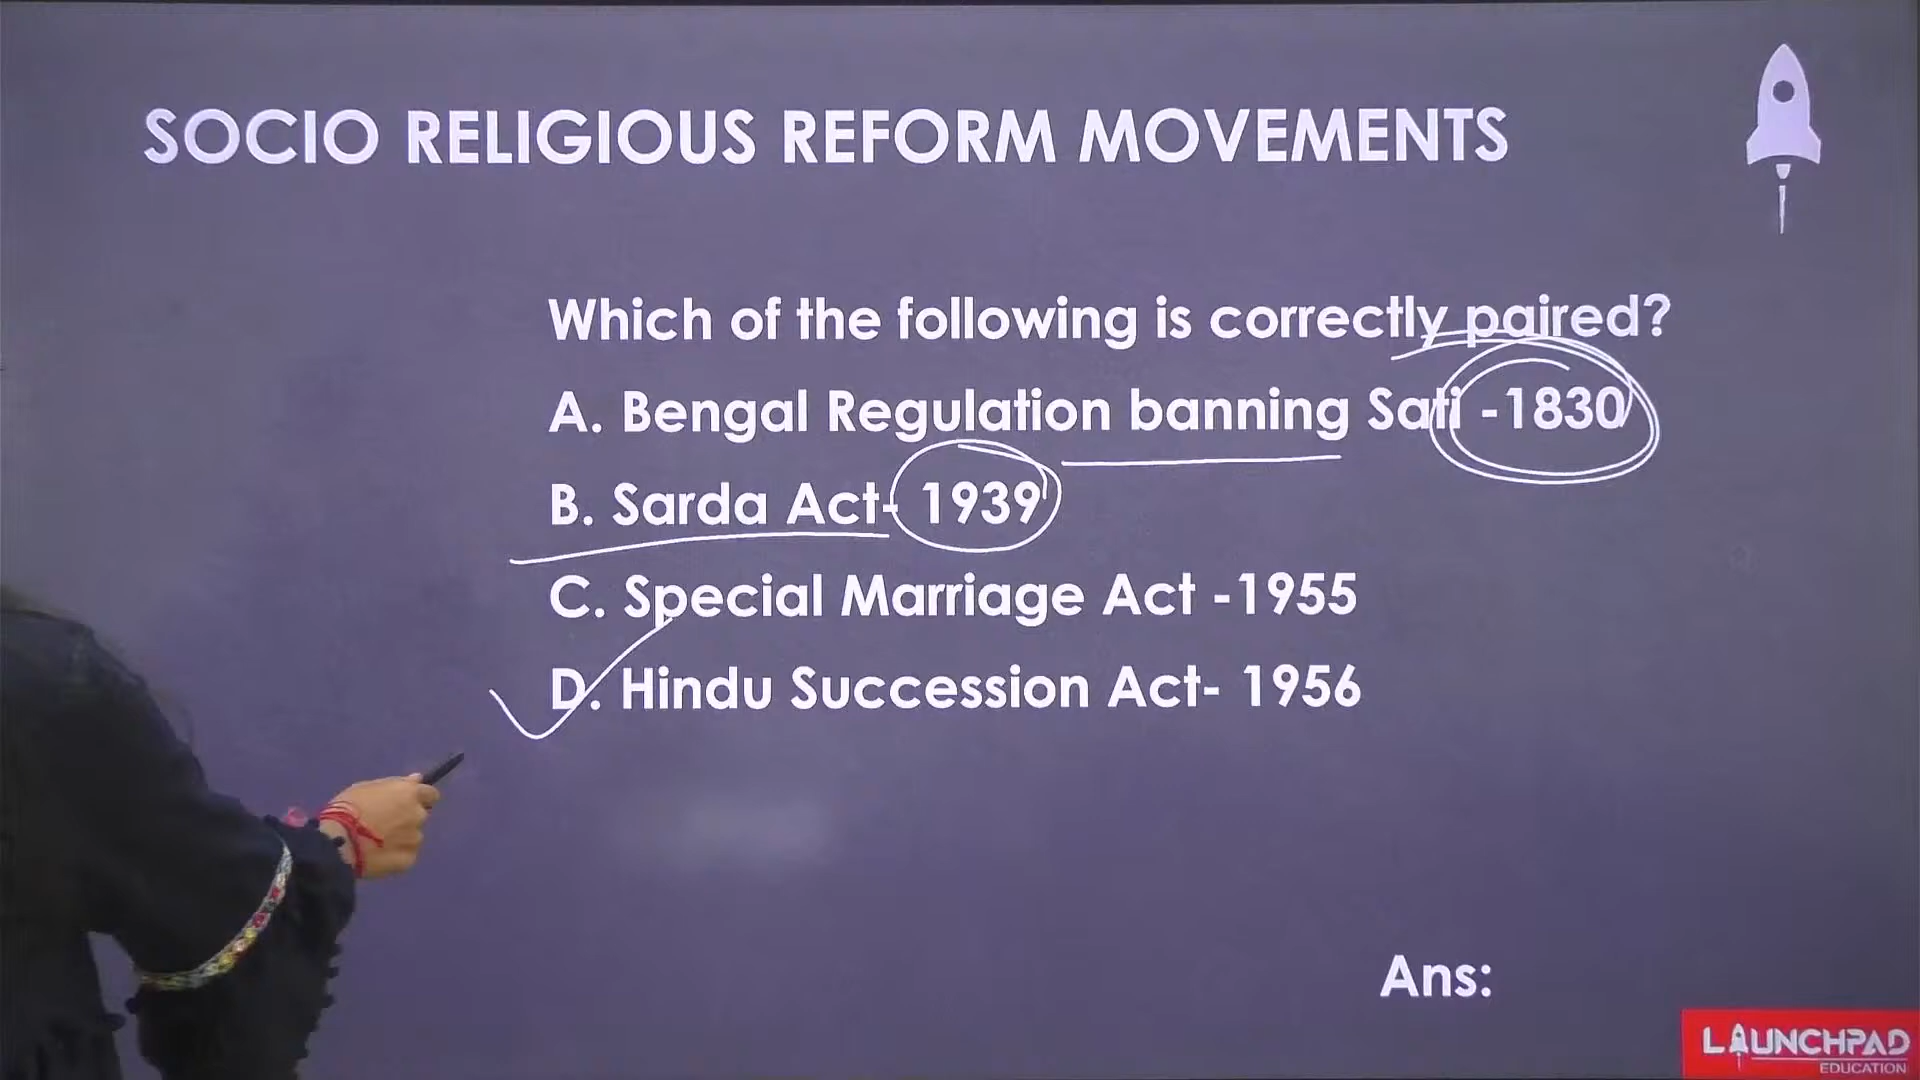 SOCIO RELIGIOUS REFORM MOVEMENTS
Which of the following is correctly paired?
A. Bengal Regulation banning Sati -1830
B. Sarda Act- 1939
C. Special Marriage Act -1955
D. Hindu Succession Act- 1956
Ans:
LAUNCHPAD
EDUCATION